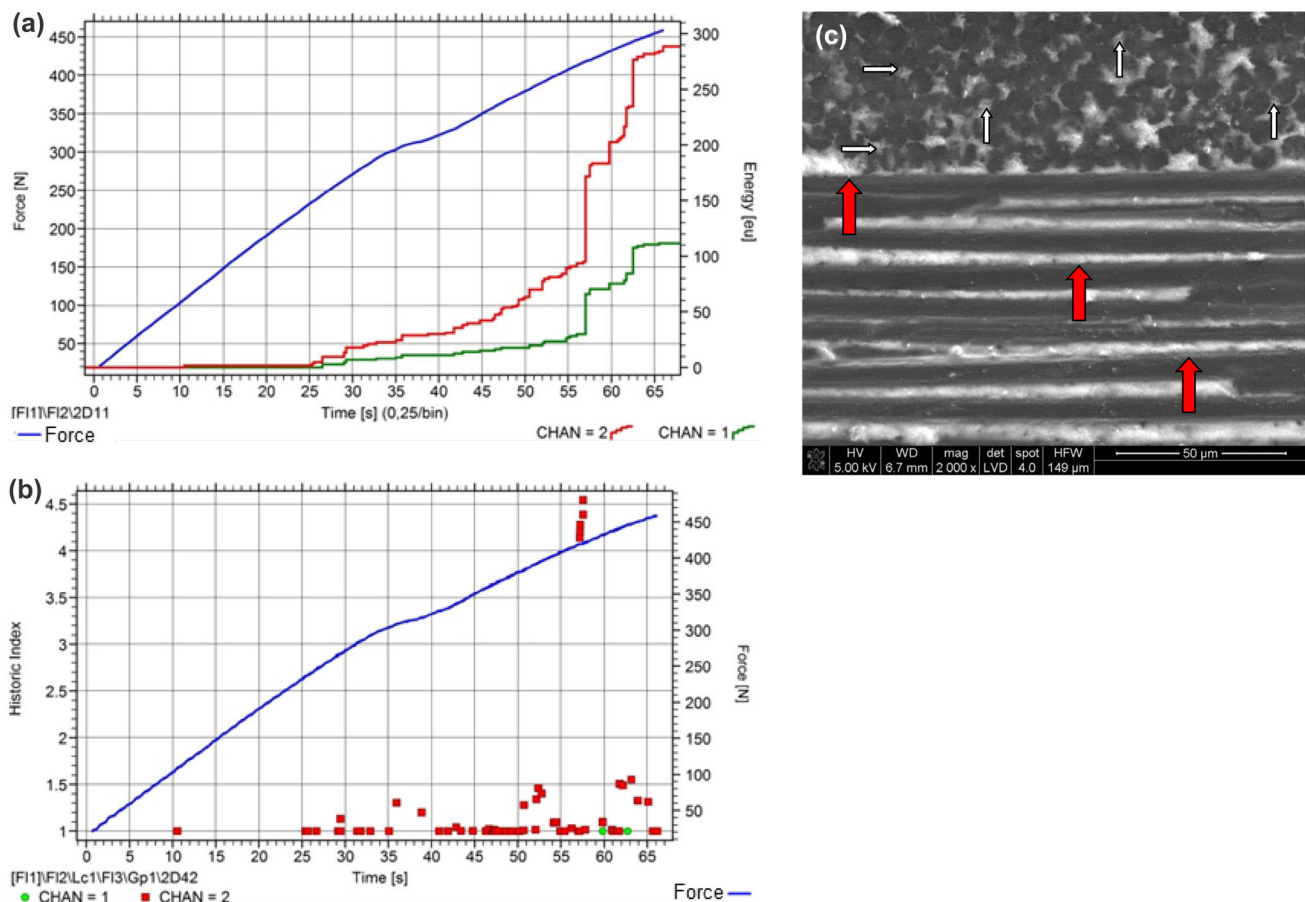 (a)
450
400
350
300
250
200
150
100
50
Force [N]
300
250
200
150
100
50
0
Energy [eu]
0 5 10 15 20 25 30 35 40 45 50 55 60 65
[FI1]\FI2\2D11
Time [s] (0,25/bin)
Force
CHAN = 2
CHAN = 1
(b)
4.5
4
3.5
3
2.5
2
1.5
1
Historic Index
450
400
350
300
250
200
150
100
50
Force [N]
0 5 10 15 20 25 30 35 40 45 50 55 60 65
[FI1]\FI2\Lc1\FI3\Gp1\2D42
Time [s]
CHAN = 1
CHAN = 2
Force
(c)
HV WD mag det spot HFW
5.00 kV 6.7 mm 2 000 x LVD 4.0 149 µm
50 µm